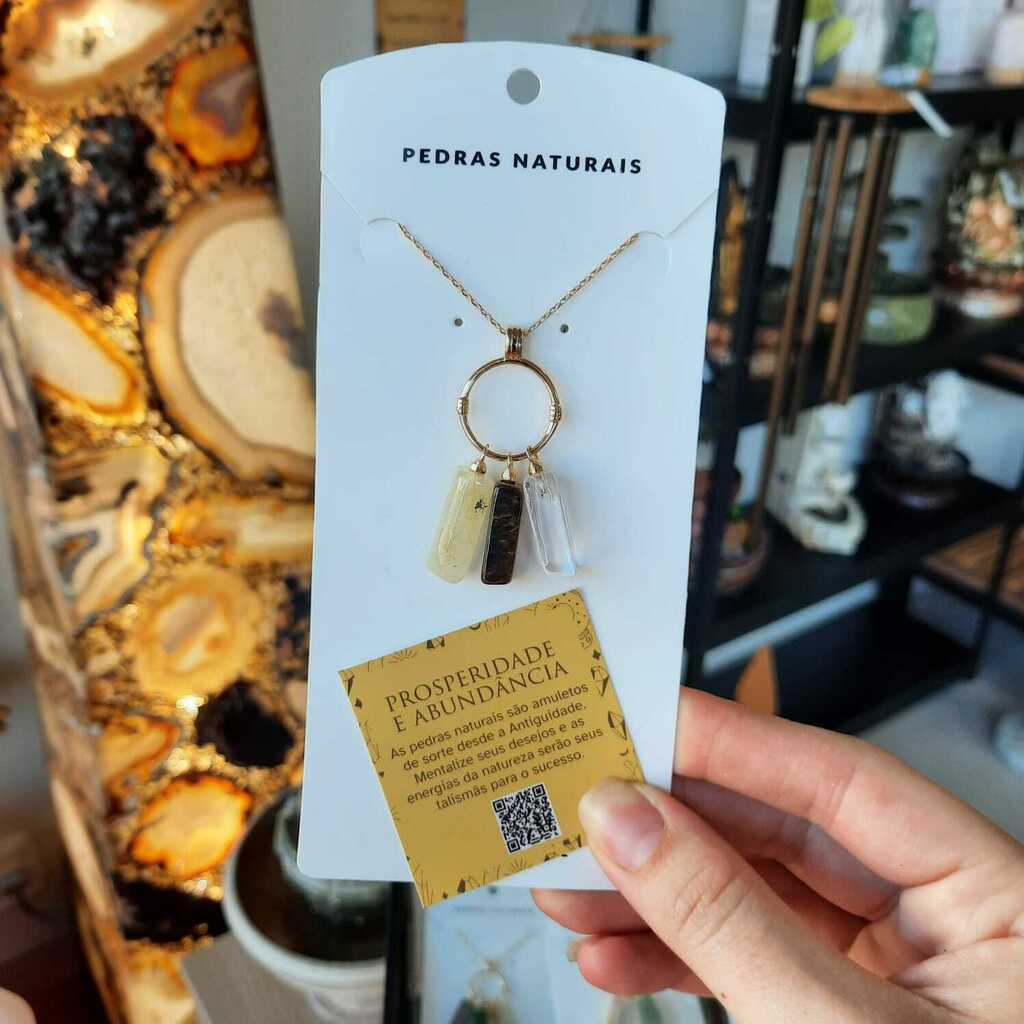 PEDRAS NATURAIS
PROSPERIDADE
E ABUNDÂNCIA
As pedras naturais são amuletos
de sorte desde a Antiguidade.
Mentalize seus desejos e as
energias da natureza serão seus
talismãs para o sucesso.